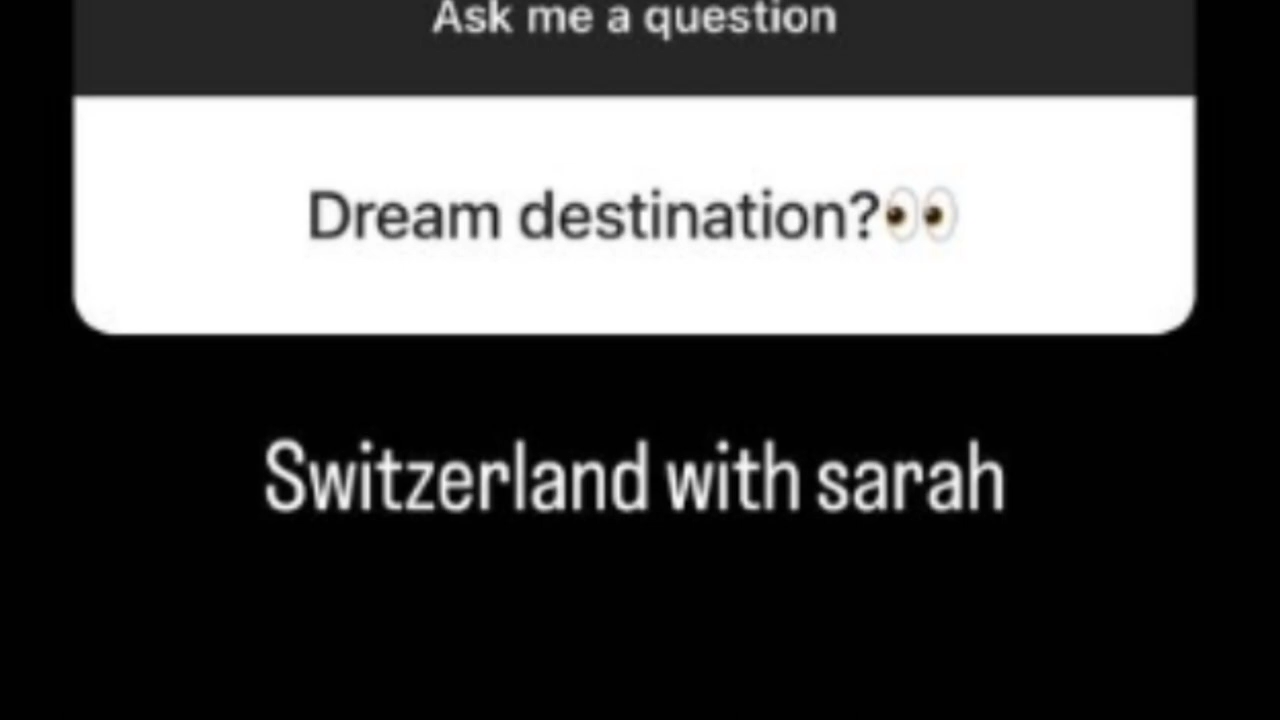 Ask me a question
Dream destination?👀
Switzerland with sarah